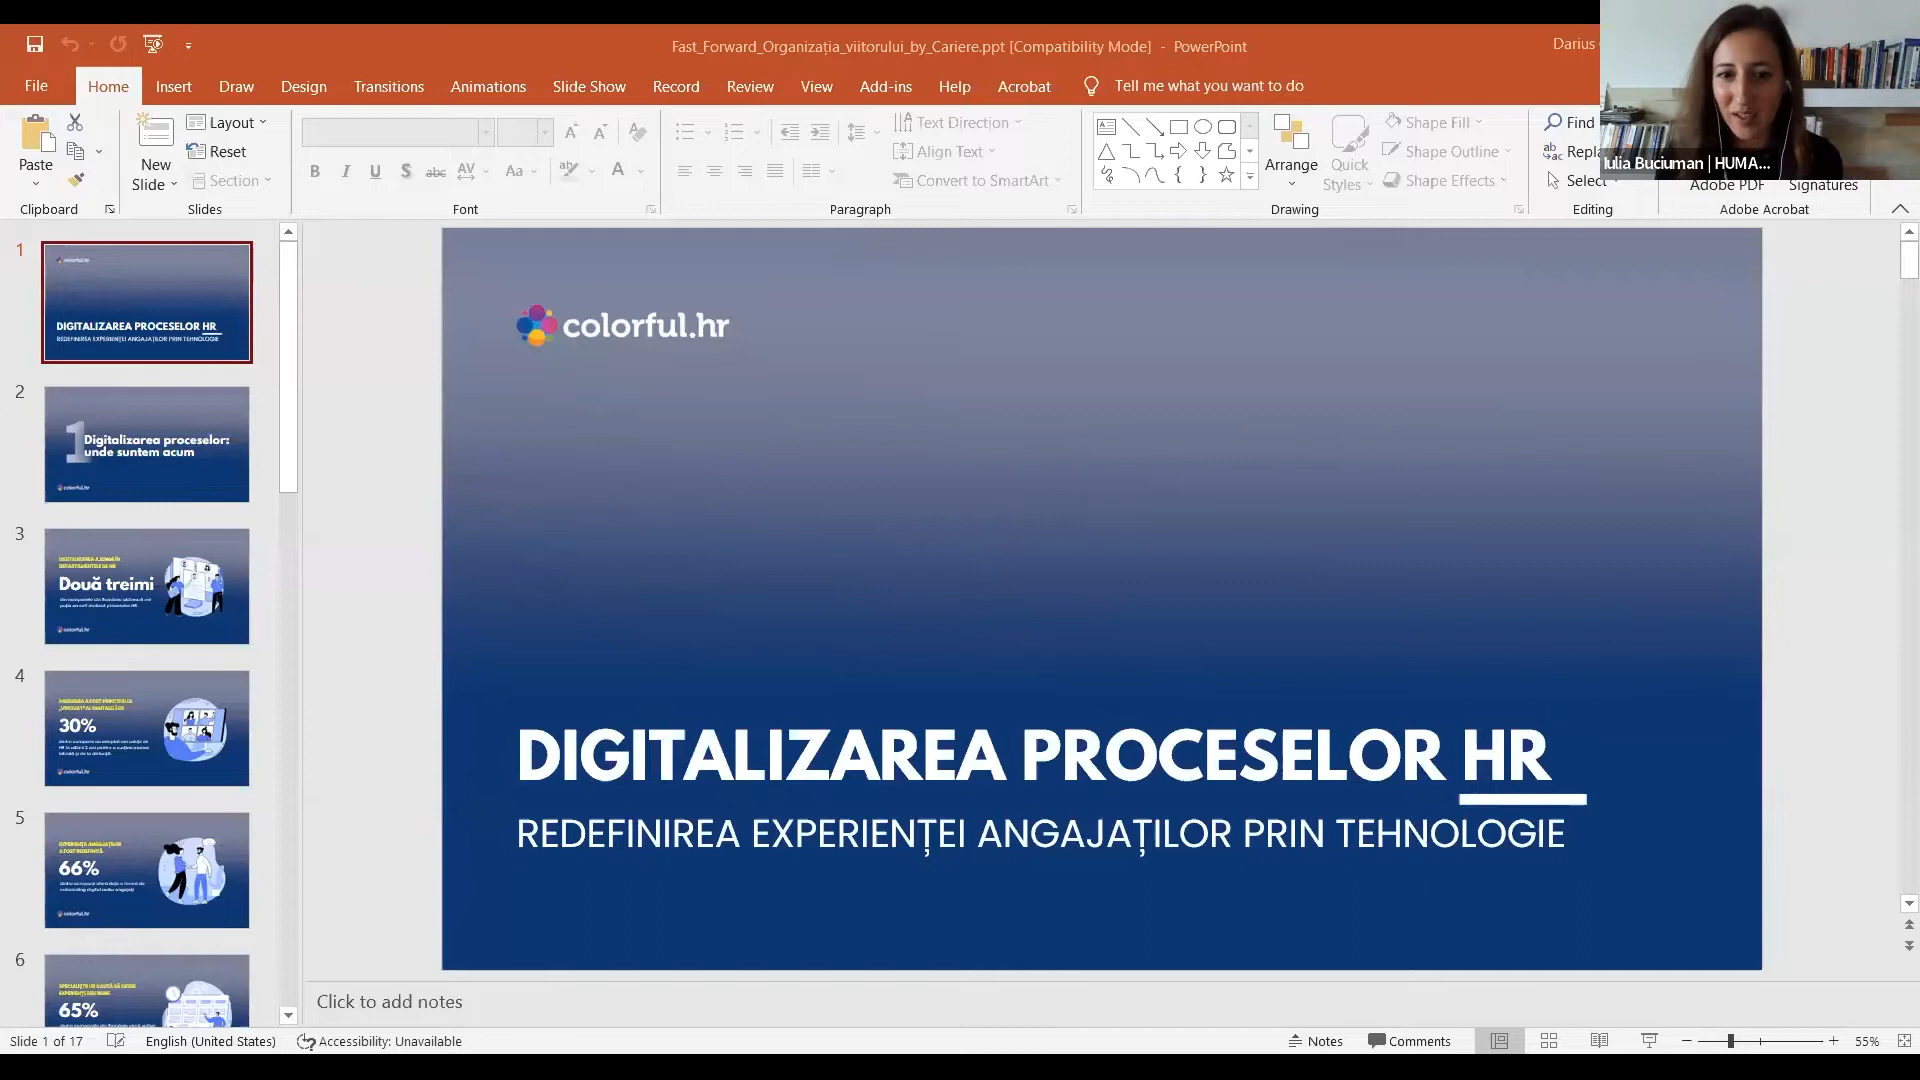 Fast_Forward_Organizația_viitorului_by_Cariere.ppt [Compatibility Mode] - PowerPoint
Darius
File
Home
Insert
Draw
Design
Transitions
Animations
Slide Show
Record
Review
View
Add-ins
Help
Acrobat
Tell me what you want to do
Paste
New
Slide
Layout
Reset
Section
Text Direction
Align Text
Convert to SmartArt
Arrange
Quick
Styles
Shape Fill
Shape Outline
Shape Effects
Find
Select
Iulia Buciuman | HUMA...
Adobe PDF
Signatures
Clipboard
Slides
Font
Paragraph
Drawing
Editing
Adobe Acrobat
1
colorful.hr
DIGITALIZAREA PROCESELOR HR
REDEFINIREA EXPERIENȚEI ANGAJAȚILOR PRIN TEHNOLOGIE
2
1
Digitalizarea proceselor:
unde suntem acum
colorful.hr
3
Două treimi
colorful.hr
4
30%
colorful.hr
5
66%
colorful.hr
6
65%
colorful.hr
DIGITALIZAREA PROCESELOR HR
REDEFINIREA EXPERIENȚEI ANGAJAȚILOR PRIN TEHNOLOGIE
Click to add notes
Slide 1 of 17
English (United States)
Accessibility: Unavailable
Notes
Comments
55%